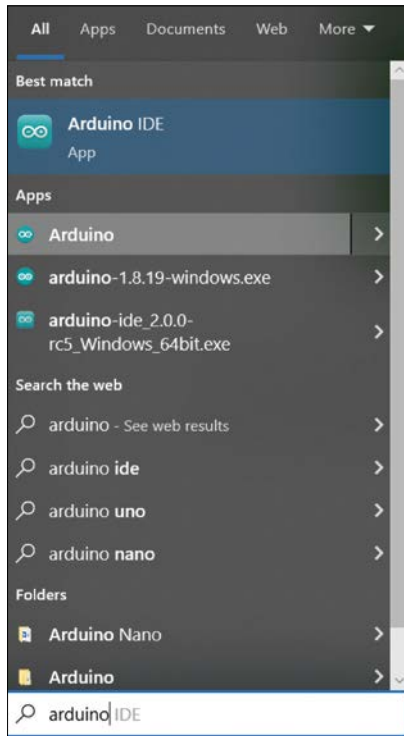 All Apps Documents Web More
Best match
Arduino IDE
App
Apps
Arduino
arduino-1.8.19-windows.exe
arduino-ide_2.0.0-
rc5_Windows_64bit.exe
Search the web
arduino - See web results
arduino ide
arduino uno
arduino nano
Folders
Arduino Nano
Arduino
arduino IDE